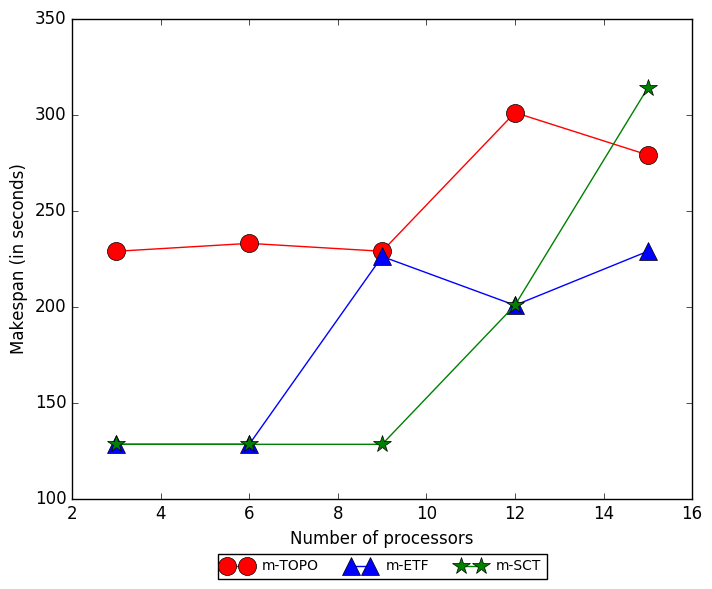 350
300
250
200
150
100
Makespan (in seconds)
2 4 6 8 10 12 14 16
Number of processors
m-TOPO m-ETF m-SCT